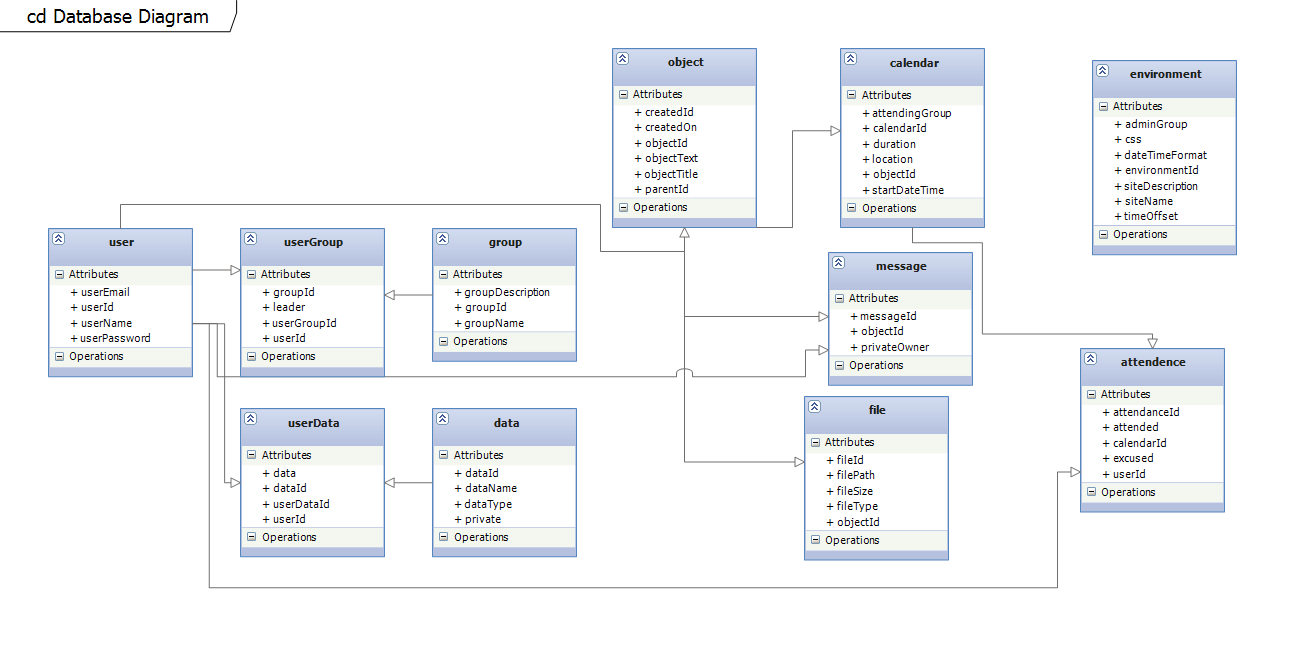 cd Database Diagram
object
Attributes
+ createdId
+ createdOn
+ objectId
+ objectText
+ objectTitle
+ parentId
Operations
calendar
Attributes
+ attendingGroup
+ calendarId
+ duration
+ location
+ objectId
+ startDateTime
Operations
environment
Attributes
+ adminGroup
+ css
+ dateTimeFormat
+ environmentId
+ siteDescription
+ siteName
+ timeOffset
Operations
user
Attributes
+ userEmail
+ userId
+ userName
+ userPassword
Operations
userGroup
Attributes
+ groupId
+ leader
+ userGroupId
+ userId
Operations
group
Attributes
+ groupDescription
+ groupId
+ groupName
Operations
message
Attributes
+ messageId
+ objectId
+ privateOwner
Operations
attendence
Attributes
+ attendanceId
+ attended
+ calendarId
+ excused
+ userId
Operations
userData
Attributes
+ data
+ dataId
+ userDataId
+ userId
Operations
data
Attributes
+ dataId
+ dataName
+ dataType
+ private
Operations
file
Attributes
+ fileId
+ filePath
+ fileSize
+ fileType
+ objectId
Operations